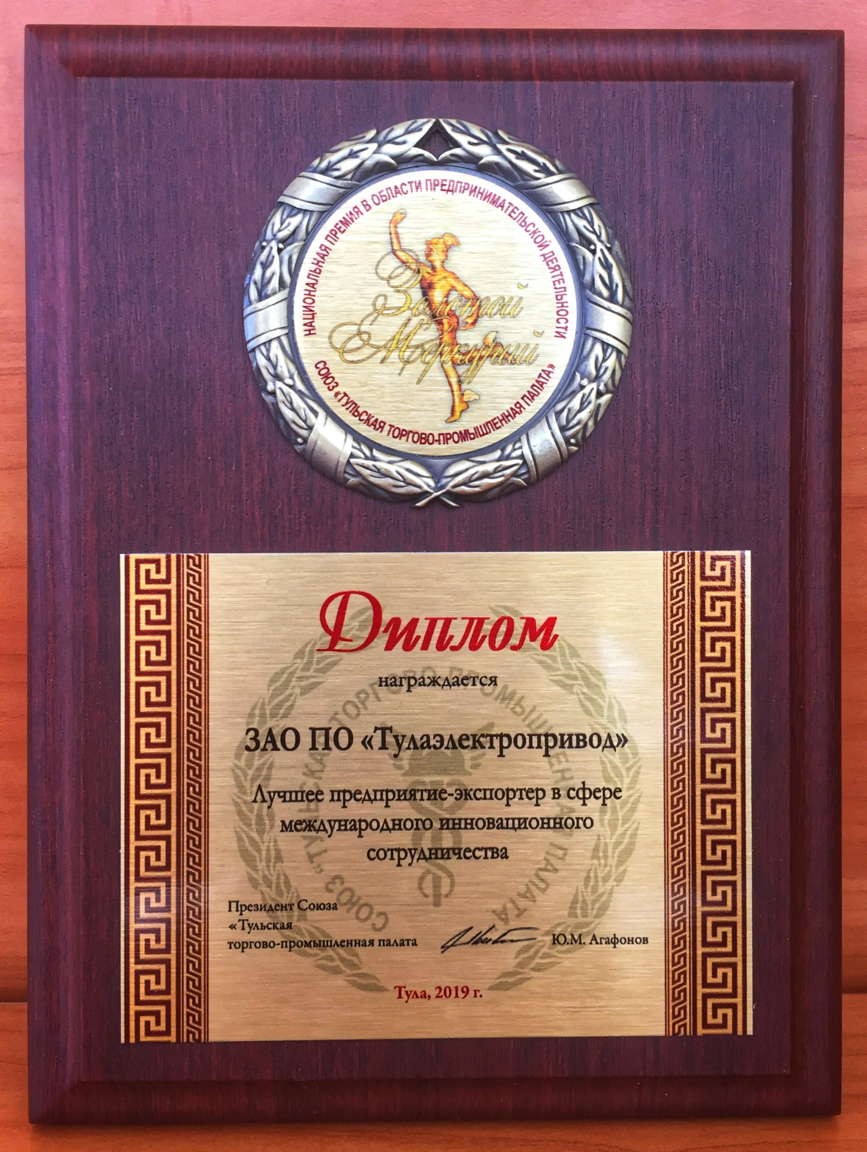 НАЦИОНАЛЬНАЯ ПРЕМИЯ В ОБЛАСТИ ПРЕДПРИНИМАТЕЛЬСКОЙ ДЕЯТЕЛЬНОСТИ
Золотой
Меркурий
СОЮЗ «ТУЛЬСКАЯ ТОРГОВО-ПРОМЫШЛЕННАЯ ПАЛАТА»
Диплом
награждается
ЗАО ПО «Тулаэлектропривод»
Лучшее предприятие-экспортер в сфере
международного инновационного
сотрудничества
Президент Союза
«Тульская
торгово-промышленная палата
Ю.М. Агафонов
Тула, 2019 г.